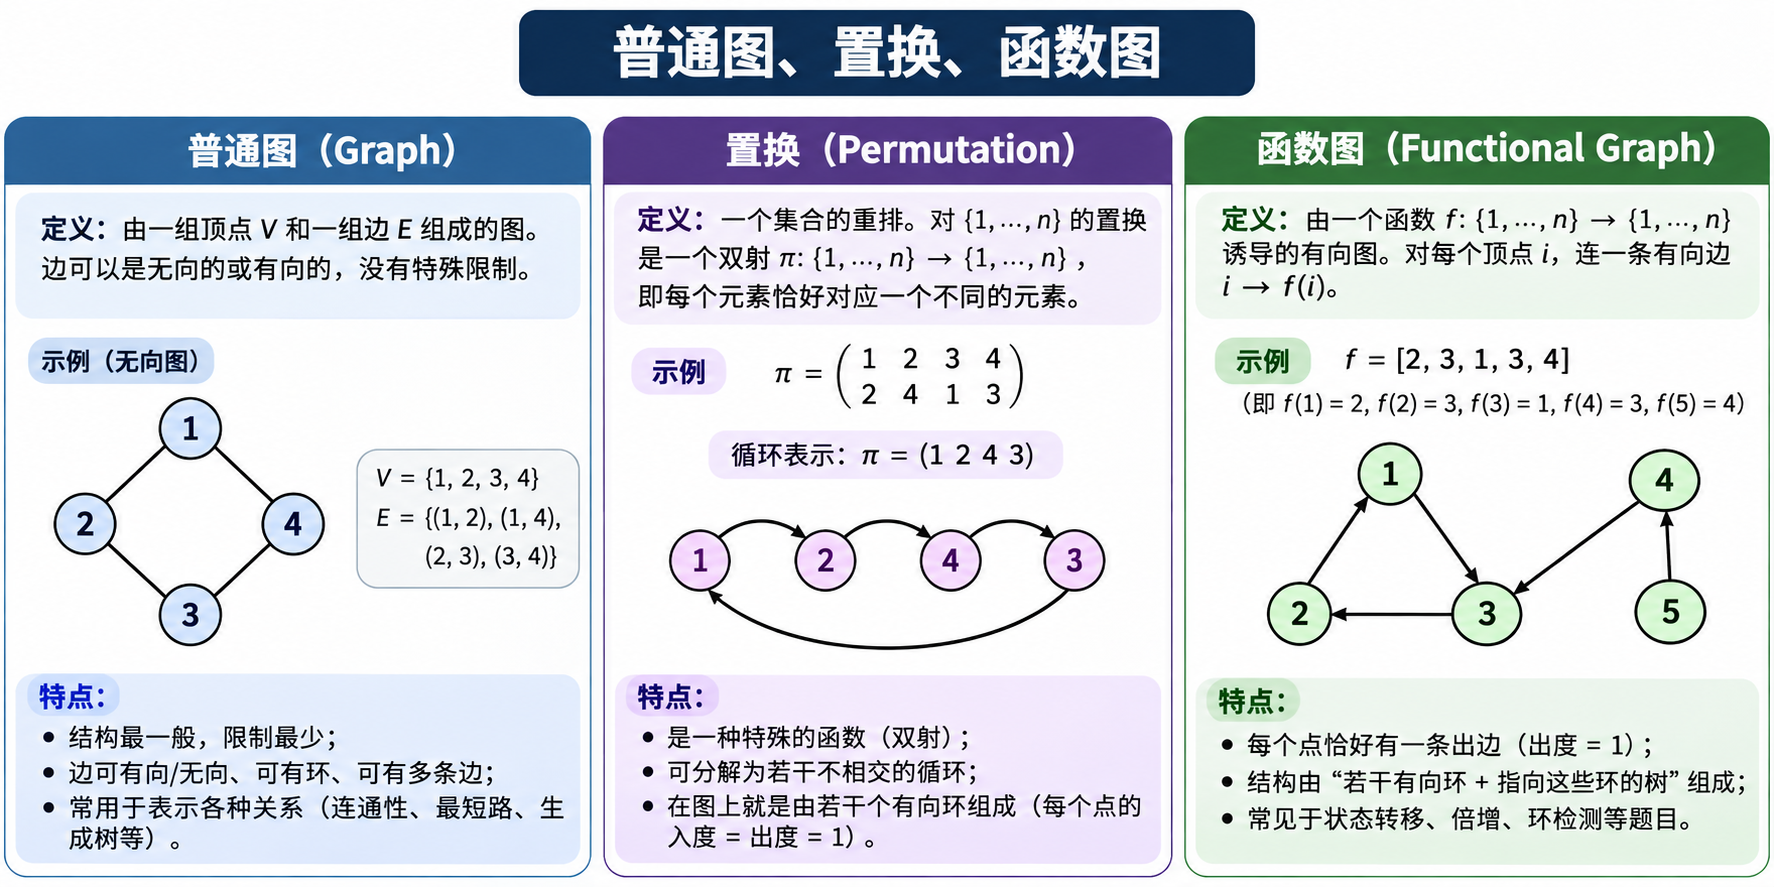 普通图、置换、函数图
普通图（Graph）
定义：由一组顶点 V 和一组边 E 组成的图。
边可以是无向的或有向的，没有特殊限制。
示例（无向图）
1
2
4
3
V = {1, 2, 3, 4}
E = {(1, 2), (1, 4),
(2, 3), (3, 4)}
特点：
• 结构最一般，限制最少；
• 边可有向/无向、可有环、可有多条边；
• 常用于表示各种关系（连通性、最短路、生
成树等）。
置换（Permutation）
定义：一个集合的重排。对 {1, ..., n} 的置换
是一个双射 π: {1, ..., n} → {1, ..., n}，
即每个元素恰好对应一个不同的元素。
示例
π = ( 1 2 3 4
2 4 1 3 )
循环表示：π = (1 2 4 3)
1 2 4 3
特点：
• 是一种特殊的函数（双射）；
• 可分解为若干不相交的循环；
• 在图上就是由若干个有向环组成（每个点的
入度 = 出度 = 1）。
函数图（Functional Graph）
定义：由一个函数 f: {1, ..., n} → {1, ..., n}
诱导的有向图。对每个顶点 i，连一条有向边
i → f(i)。
示例 f = [2, 3, 1, 3, 4]
（即 f(1) = 2, f(2) = 3, f(3) = 1, f(4) = 3, f(5) = 4）
1
4
2
3
5
特点：
• 每个点恰好有一条出边（出度 = 1）；
• 结构由 “若干有向环 + 指向这些环的树” 组成；
• 常见于状态转移、倍增、环检测等题目。